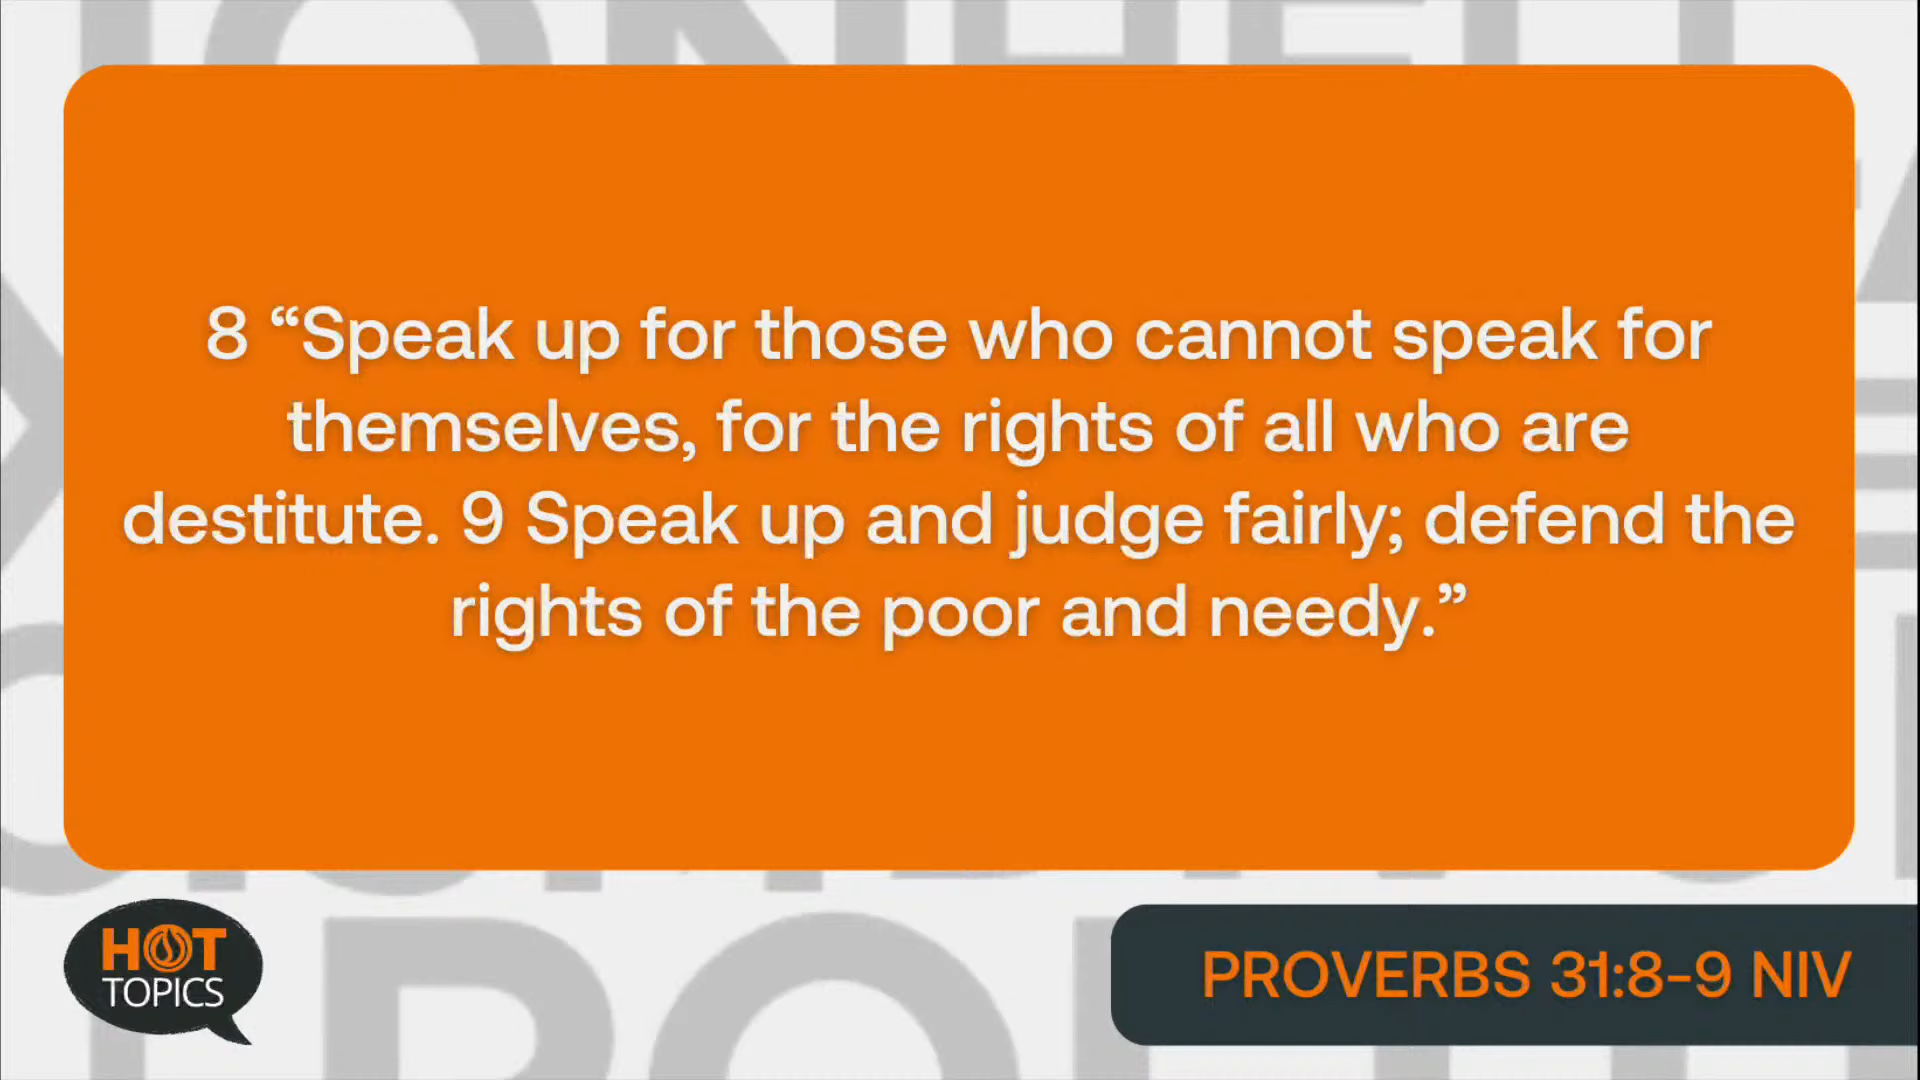 8 “Speak up for those who cannot speak for
themselves, for the rights of all who are
destitute. 9 Speak up and judge fairly; defend the
rights of the poor and needy.”
HOT
TOPICS
PROVERBS 31:8-9 NIV